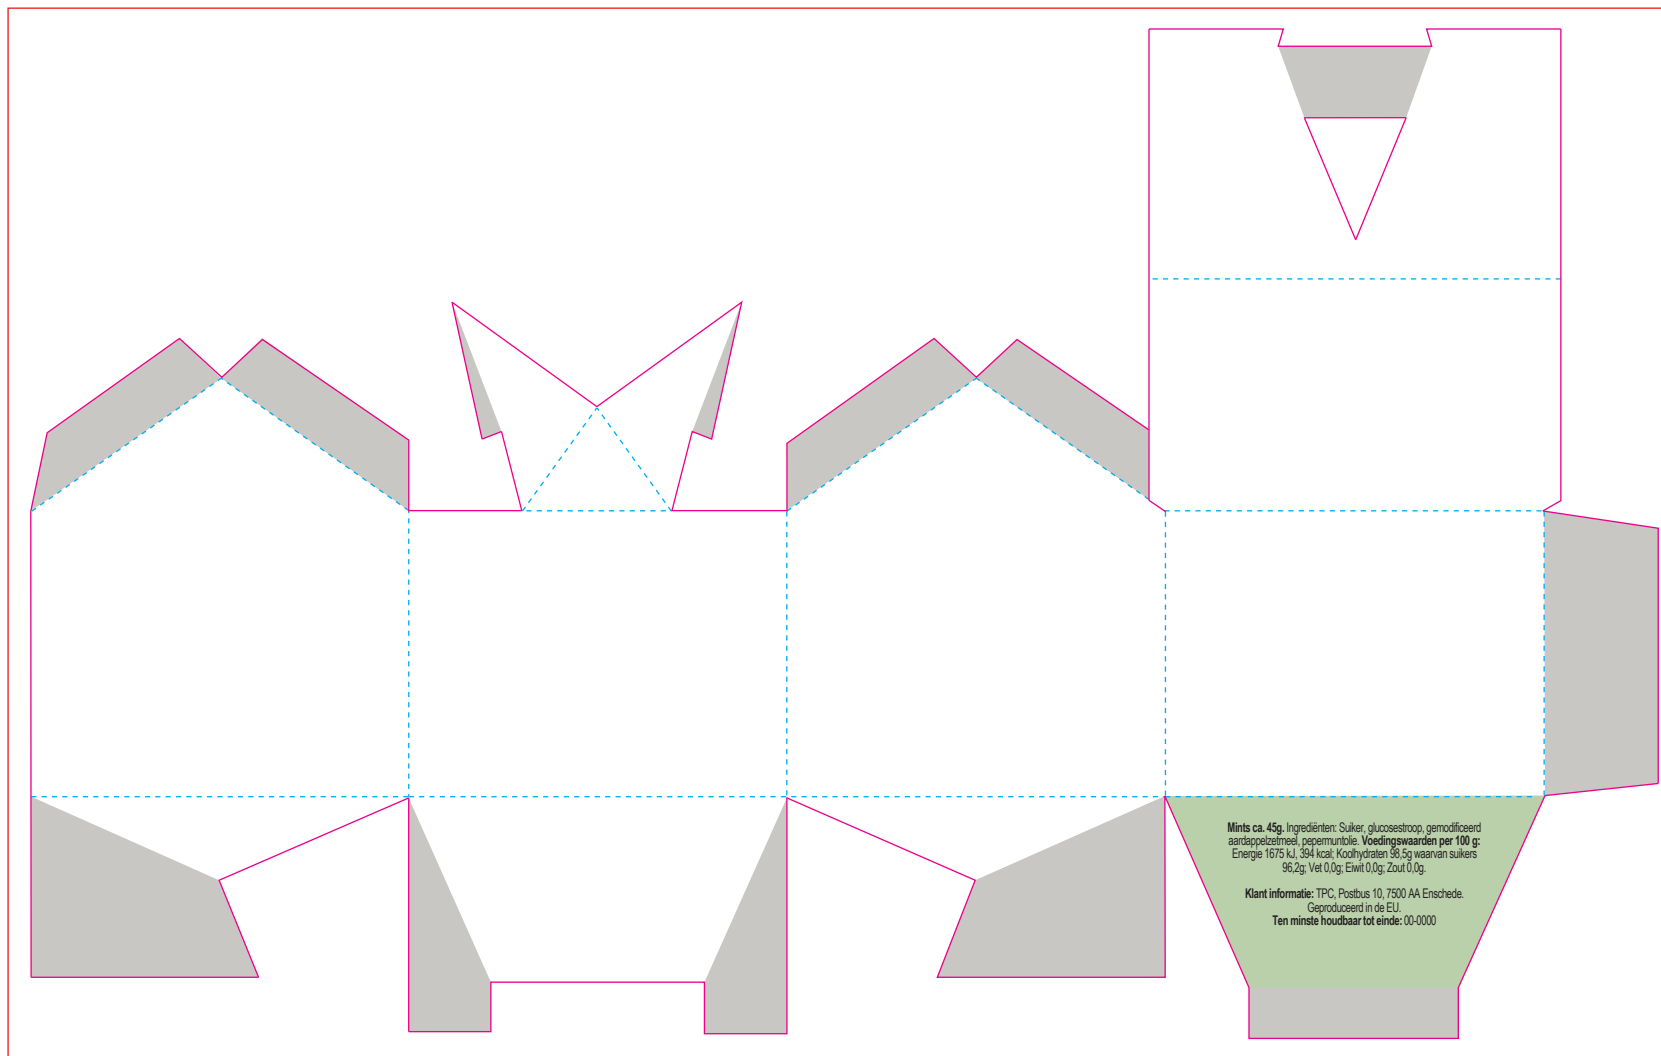 Mints ca. 45g. Ingrediënten: Suiker, glucosestroop, gemodificeerd
aardappelzetmeel, pepermuntolie. Voedingswaarden per 100 g:
Energie 1675 kJ, 394 kcal; Koolhydraten 98,5g waarvan suikers
96,2g; Vet 0,0g; Eiwit 0,0g; Zout 0,0g.
Klant informatie: TPC, Postbus 10, 7500 AA Enschede.
Geproduceerd in de EU.
Ten minste houdbaar tot einde: 00-0000